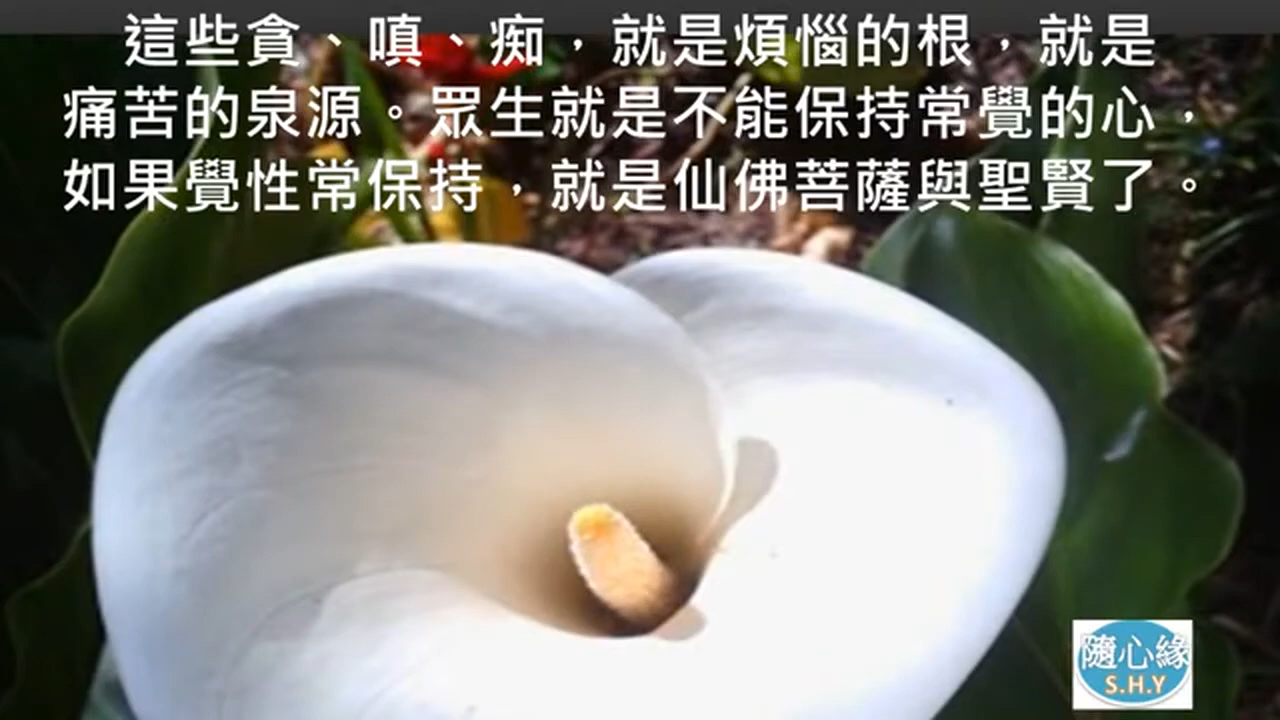 這些貪、嗔、痴，就是煩惱的根，就是
痛苦的泉源。眾生就是不能保持常覺的心，
如果覺性常保持，就是仙佛菩薩與聖賢了。
隨心緣
S.H.Y